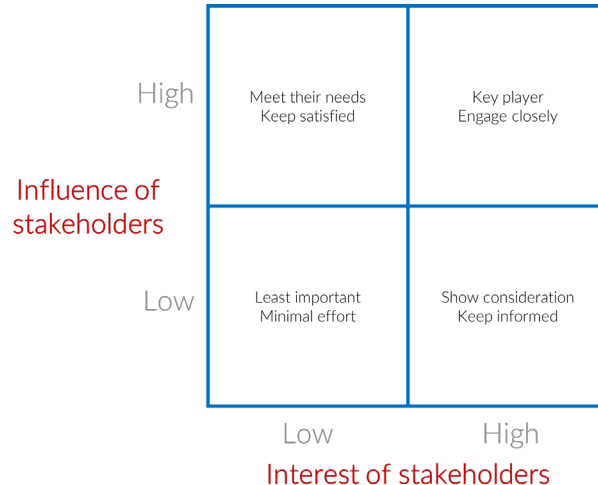 High
Meet their needs
Keep satisfied
Key player
Engage closely
Influence of
stakeholders
Low
Least important
Minimal effort
Show consideration
Keep informed
Low
High
Interest of stakeholders